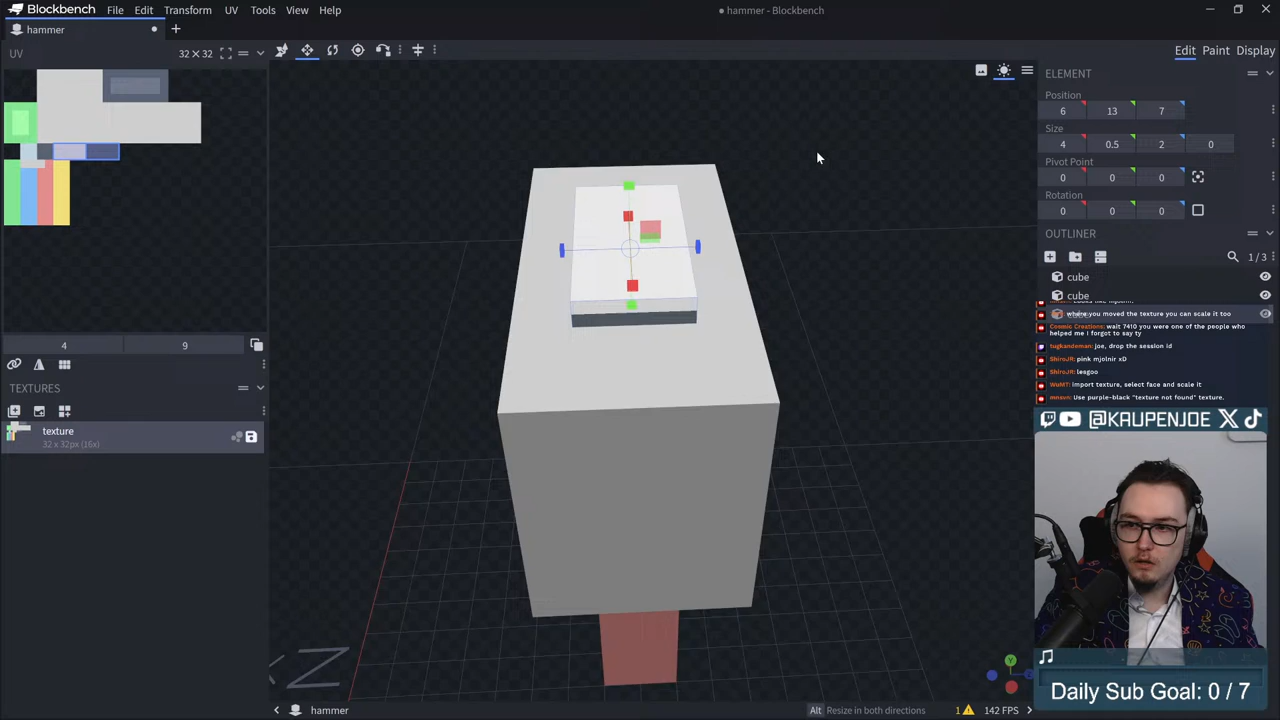 Blockbench
File
Edit
Transform
UV
Tools
View
Help
hammer - Blockbench
hammer
UV
32 × 32
Edit
Paint
Display
ELEMENT
Position
6
13
7
Size
4
0.5
2
0
Pivot Point
0
0
0
Rotation
0
0
0
OUTLINER
1/3
cube
cube
where you moved the texture you can scale it too
Cosmic Creations: wait 7410 you were one of the people
who helped me I forgot to say ty
tugkandeman: joe, drop the session id
ShiroJR: pink mjolnir xD
ShiroJR: lesgoo
WuMT: import texture, select face and scale it
mnsvn: Use purple-black "texture not found" texture.
4
9
TEXTURES
texture
32 x 32px (16x)
@KAUPENJOE
Daily Sub Goal: 0 / 7
Z
hammer
Alt
Resize in both directions
1
142 FPS